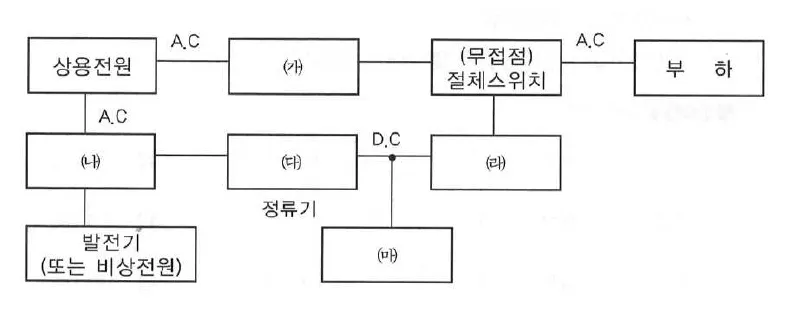 상용전원
A.C
㈎
(무접점)
절체스위치
A.C
부 하
A.C
㈏
㈐
정류기
D.C
㈑
발전기
(또는 비상전원)
㈒